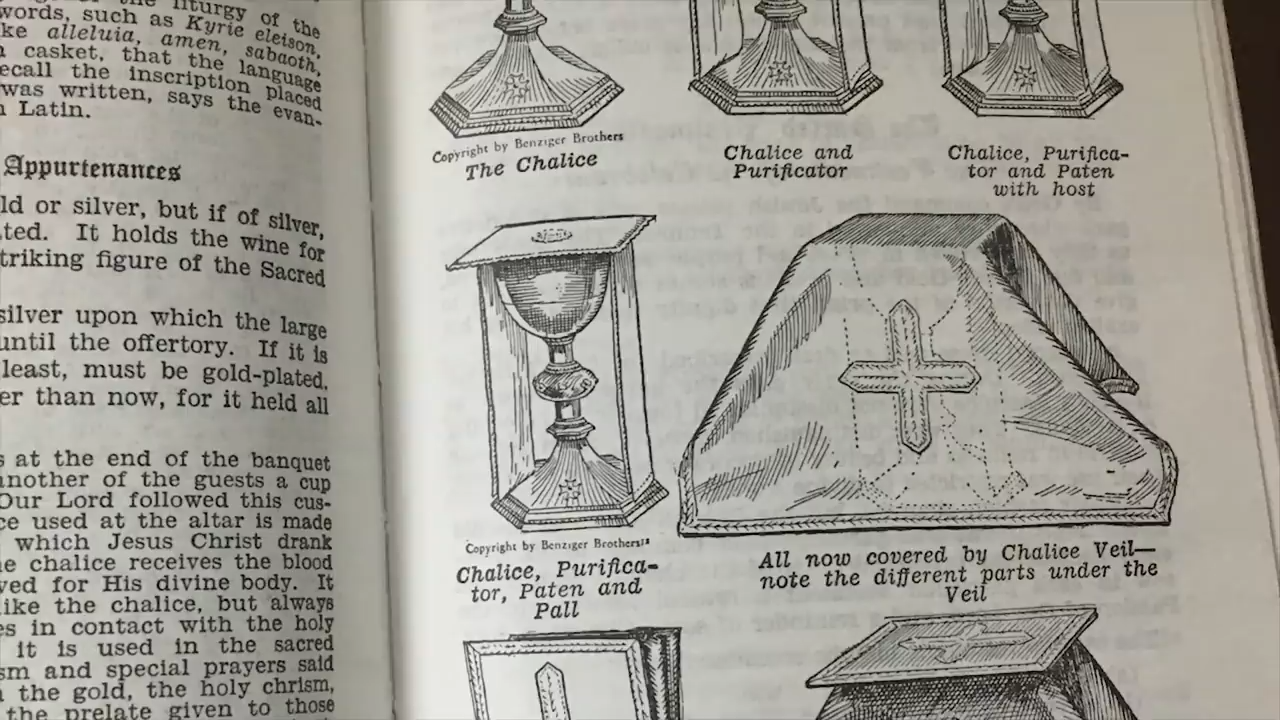 the liturgy of the
words, such as Kyrie eleison,
ke alleluia, amen, sabaoth,
casket, that the language
ecall the inscription placed
was written, says the evan-
Latin.
Appurtenances
ld or silver, but if of silver,
ted. It holds the wine for
triking figure of the Sacred
silver upon which the large
until the offertory. If it is
least, must be gold-plated,
er than now, for it held all
s at the end of the banquet
nother of the guests a cup
Our Lord followed this cus-
ce used at the altar is made
which Jesus Christ drank
e chalice receives the blood
ved for His divine body. It
like the chalice, but always
es in contact with the holy
it is used in the sacred
sm and special prayers said
the gold, the holy chrism,
the prelate given to those
Copyright by Benziger Brothers
The Chalice
Chalice and
Purificator
Chalice, Purifica-
tor and Paten
with host
Copyright by Benziger Brothers
Chalice, Purifica-
tor, Paten and
Pall
All now covered by Chalice Veil—
note the different parts under the
Veil